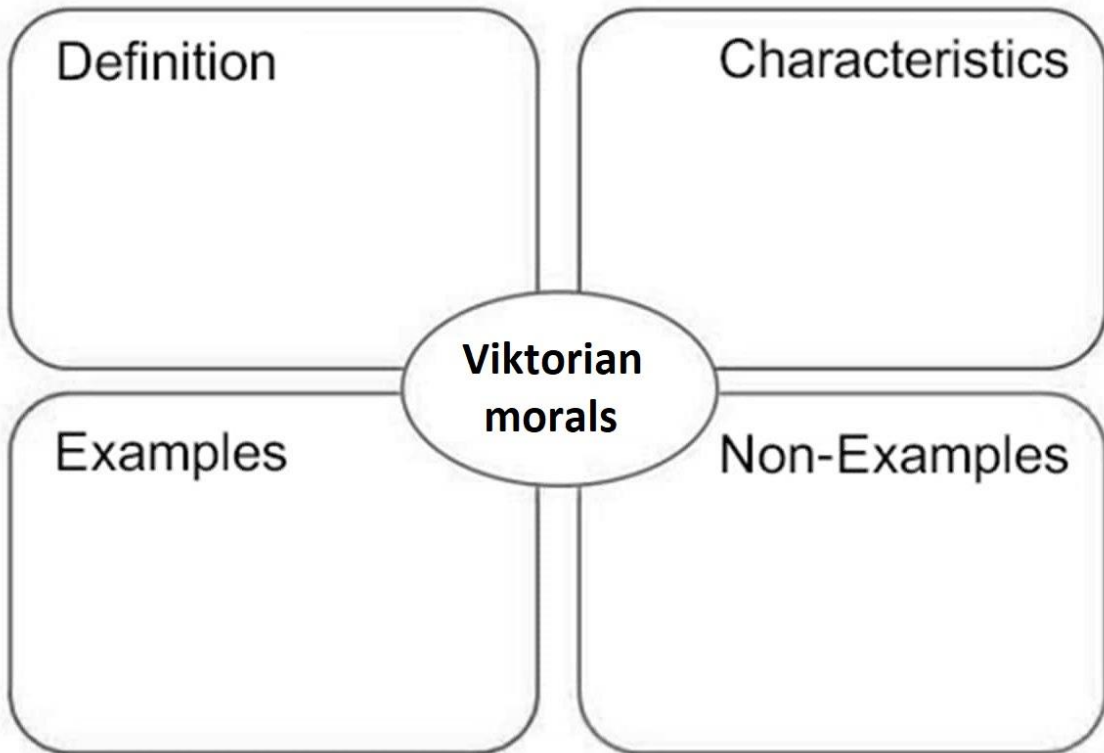 Definition
Characteristics
Viktorian
morals
Examples
Non-Examples